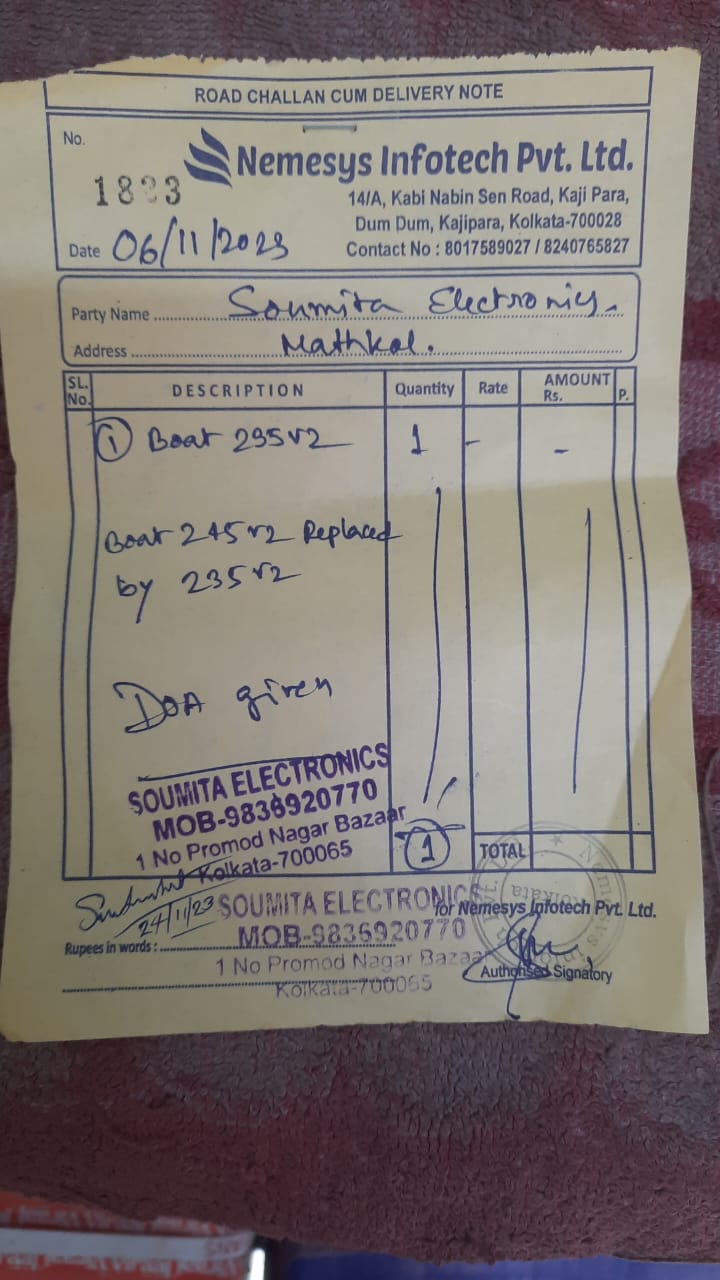 ROAD CHALLAN CUM DELIVERY NOTE
No.
1833
Nemesys Infotech Pvt. Ltd.
14/A, Kabi Nabin Sen Road, Kaji Para,
Dum Dum, Kajipara, Kolkata-700028
Contact No : 8017589027 / 8240765827
Date 06/11/2023
Party Name Soumita Electronics.
Address Mathkal.
SL. No. DESCRIPTION Quantity Rate AMOUNT Rs. P.
① Boat 235v2 1 - -
Boat 245v2 Replaced
by 235v2
DOA given
SOUMITA ELECTRONICS
MOB-9836920770
1 No Promod Nagar Bazaar
Kolkata-700065
1 TOTAL
24/11/23
SOUMITA ELECTRONICS
MOB-9836920770
1 No Promod Nagar Bazaar
Kolkata-700065
for Nemesys Infotech Pvt. Ltd.
Rupees in words :
Authorised Signatory